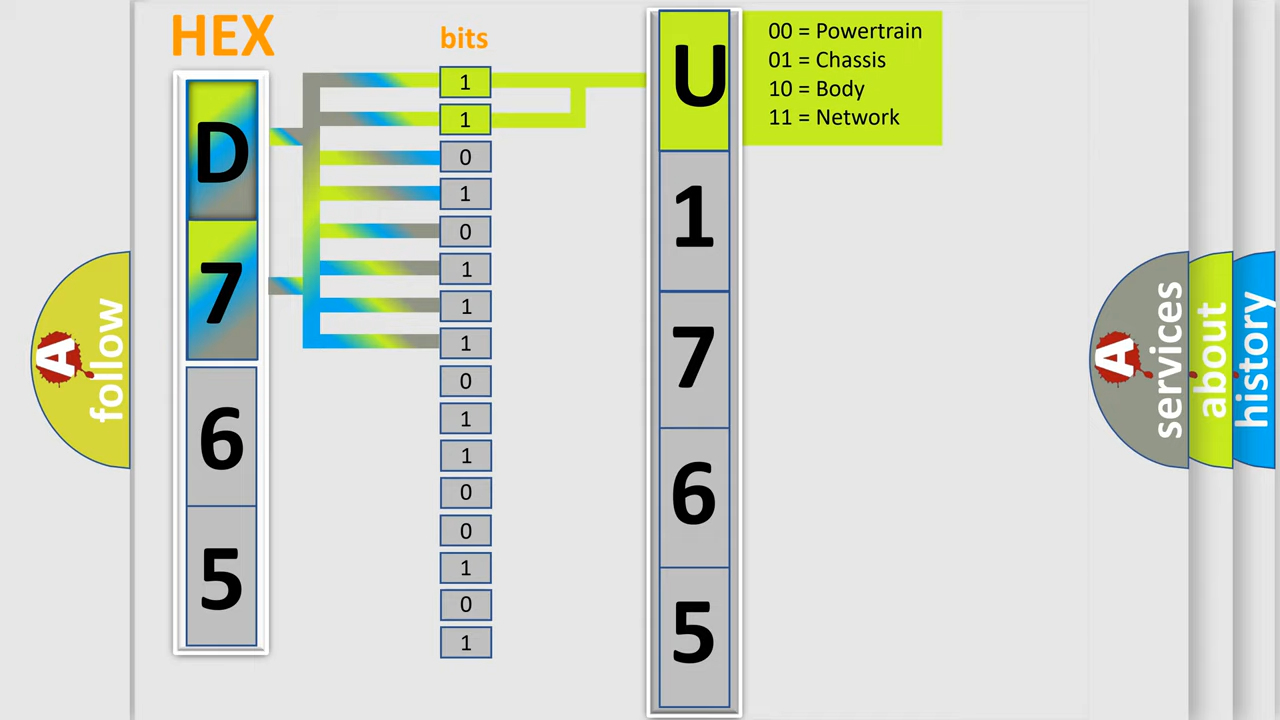 HEX
bits
D
7
6
5
1
1
0
1
0
1
1
1
0
1
1
0
0
1
0
1
U
1
7
6
5
00 = Powertrain
01 = Chassis
10 = Body
11 = Network
A
follow
A
services
about
history